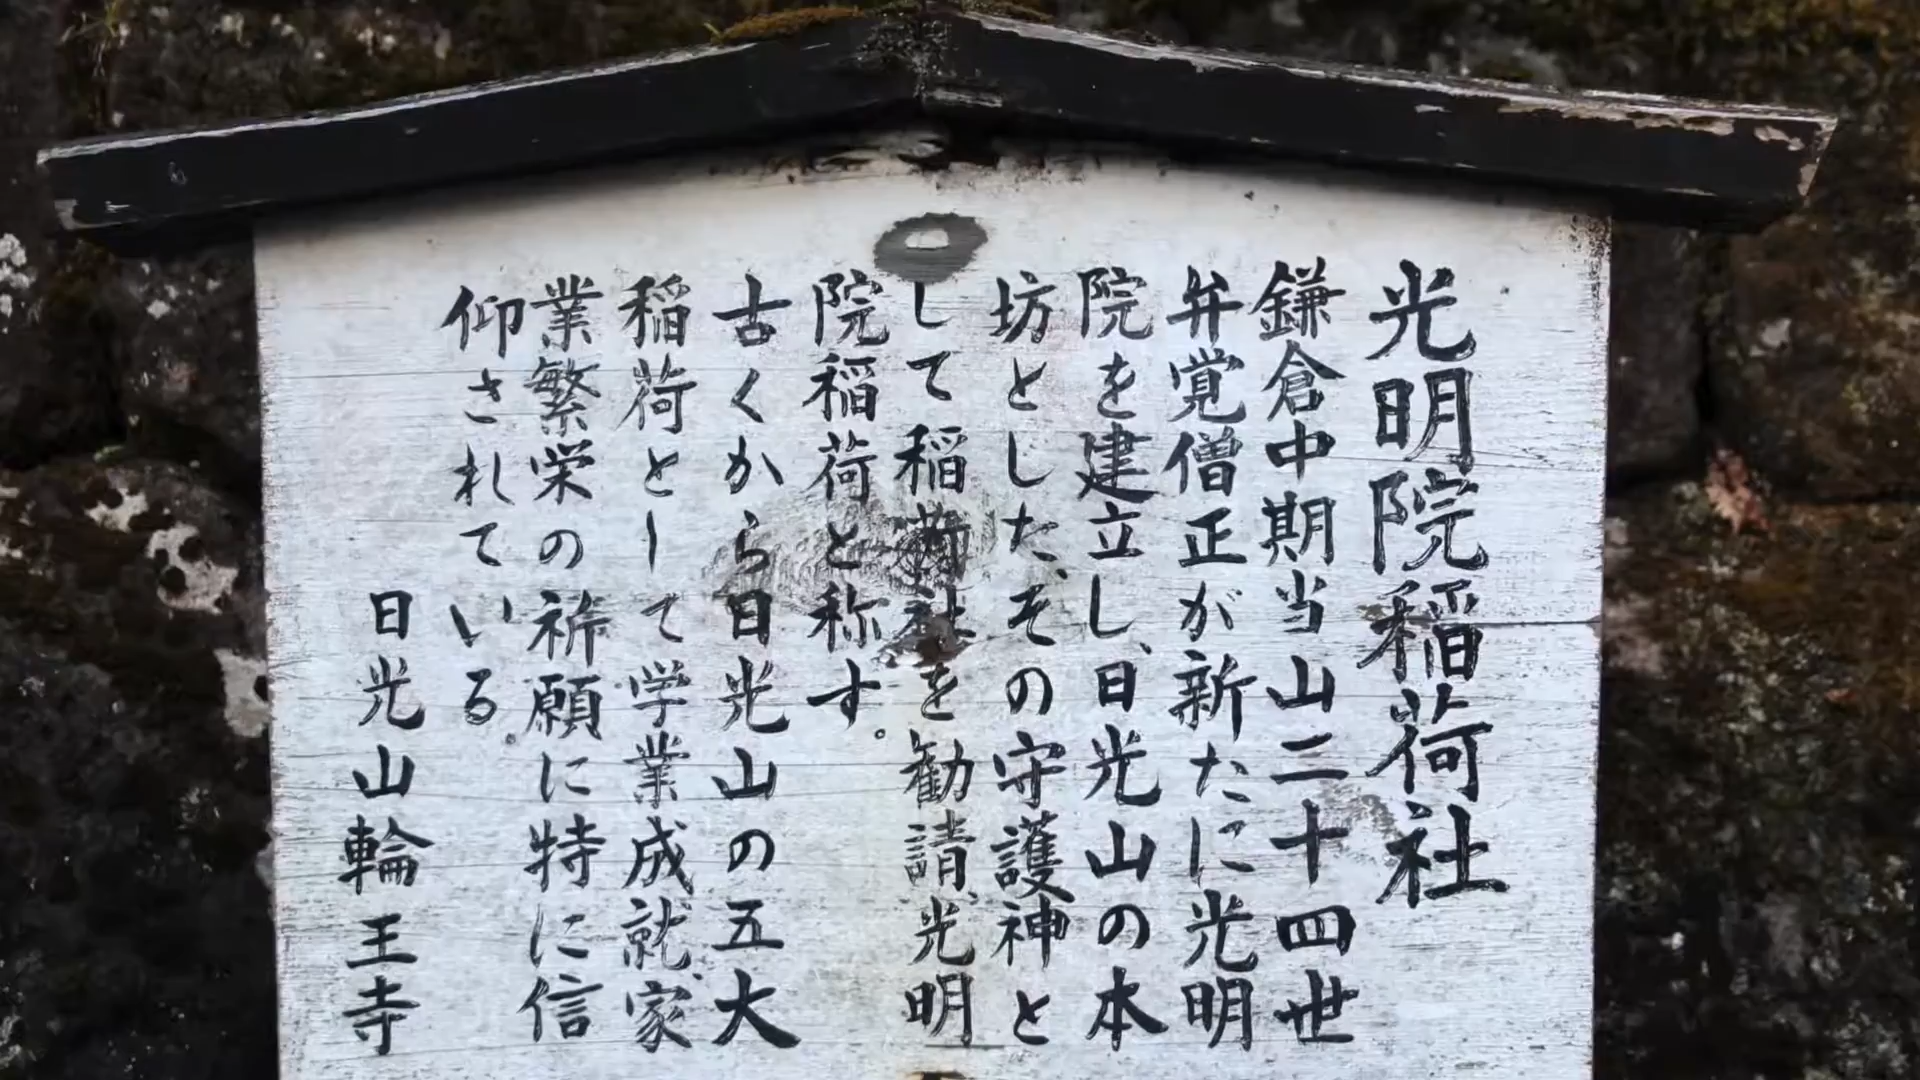 光明院稲荷社
鎌倉中期当山二十四世
弁覚僧正が新たに光明
院を建立し、日光山の本
坊とした、その守護神と
して稲荷社を勧請、光明
院稲荷と称す。
古くから日光山の五大
稲荷として学業成就、家
業繁栄の祈願に特に信
仰されている。
日光山輪王寺